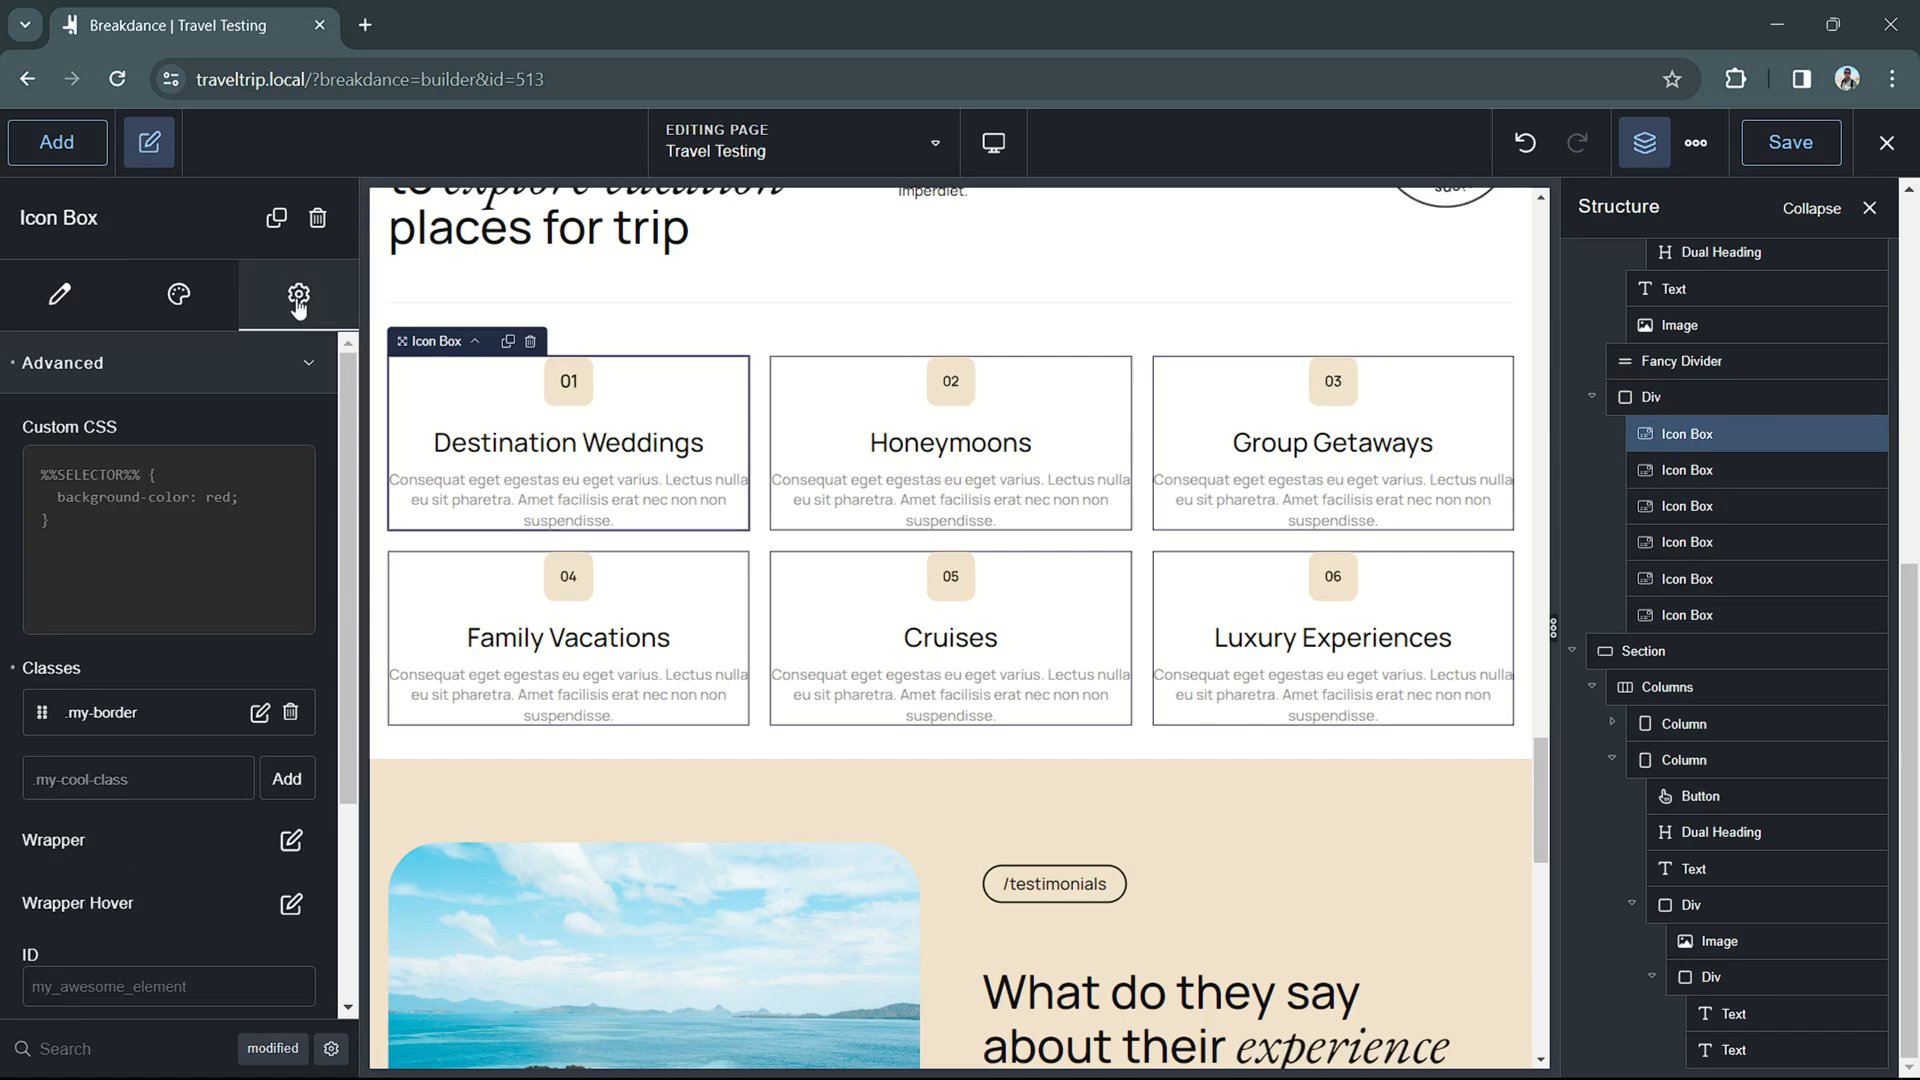 Breakdance | Travel Testing
traveltrip.local/?breakdance=builder&id=513
Add
EDITING PAGE
Travel Testing
Save
Icon Box
Advanced
Custom CSS
%%SELECTOR%% {
background-color: red;
}
Classes
.my-border
.my-cool-class
Add
Wrapper
Wrapper Hover
ID
my_awesome_element
Search
modified
to explore vacation
places for trip
imperdiet.
Icon Box
01
Destination Weddings
Consequat eget egestas eu eget varius. Lectus nulla
eu sit pharetra. Amet facilisis erat nec non non
suspendisse.
02
Honeymoons
Consequat eget egestas eu eget varius. Lectus nulla
eu sit pharetra. Amet facilisis erat nec non non
suspendisse.
03
Group Getaways
Consequat eget egestas eu eget varius. Lectus nulla
eu sit pharetra. Amet facilisis erat nec non non
suspendisse.
04
Family Vacations
Consequat eget egestas eu eget varius. Lectus nulla
eu sit pharetra. Amet facilisis erat nec non non
suspendisse.
05
Cruises
Consequat eget egestas eu eget varius. Lectus nulla
eu sit pharetra. Amet facilisis erat nec non non
suspendisse.
06
Luxury Experiences
Consequat eget egestas eu eget varius. Lectus nulla
eu sit pharetra. Amet facilisis erat nec non non
suspendisse.
/testimonials
What do they say
about their experience
Structure
Collapse
Dual Heading
Text
Image
Fancy Divider
Div
Icon Box
Icon Box
Icon Box
Icon Box
Icon Box
Icon Box
Section
Columns
Column
Column
Button
Dual Heading
Text
Div
Image
Div
Text
Text